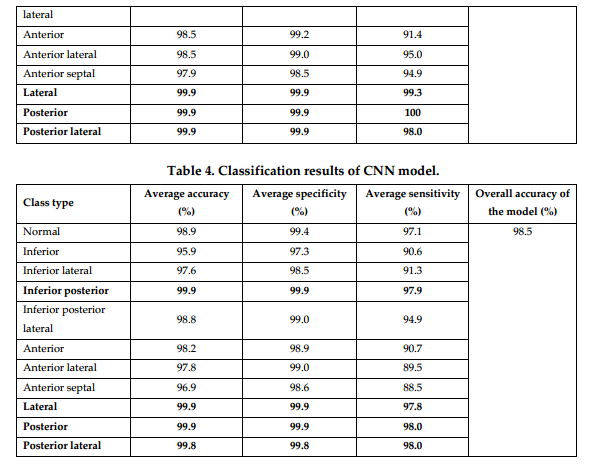 lateral
Anterior 98.5 99.2 91.4
Anterior lateral 98.5 99.0 95.0
Anterior septal 97.9 98.5 94.9
Lateral 99.9 99.9 99.3
Posterior 99.9 99.9 100
Posterior lateral 99.9 99.9 98.0
Table 4. Classification results of CNN model.
Class type Average accuracy (%) Average specificity (%) Average sensitivity (%) Overall accuracy of the model (%)
Normal 98.9 99.4 97.1 98.5
Inferior 95.9 97.3 90.6
Inferior lateral 97.6 98.5 91.3
Inferior posterior 99.9 99.9 97.9
Inferior posterior lateral 98.8 99.0 94.9
Anterior 98.2 98.9 90.7
Anterior lateral 97.8 99.0 89.5
Anterior septal 96.9 98.6 88.5
Lateral 99.9 99.9 97.8
Posterior 99.9 99.9 98.0
Posterior lateral 99.8 99.8 98.0